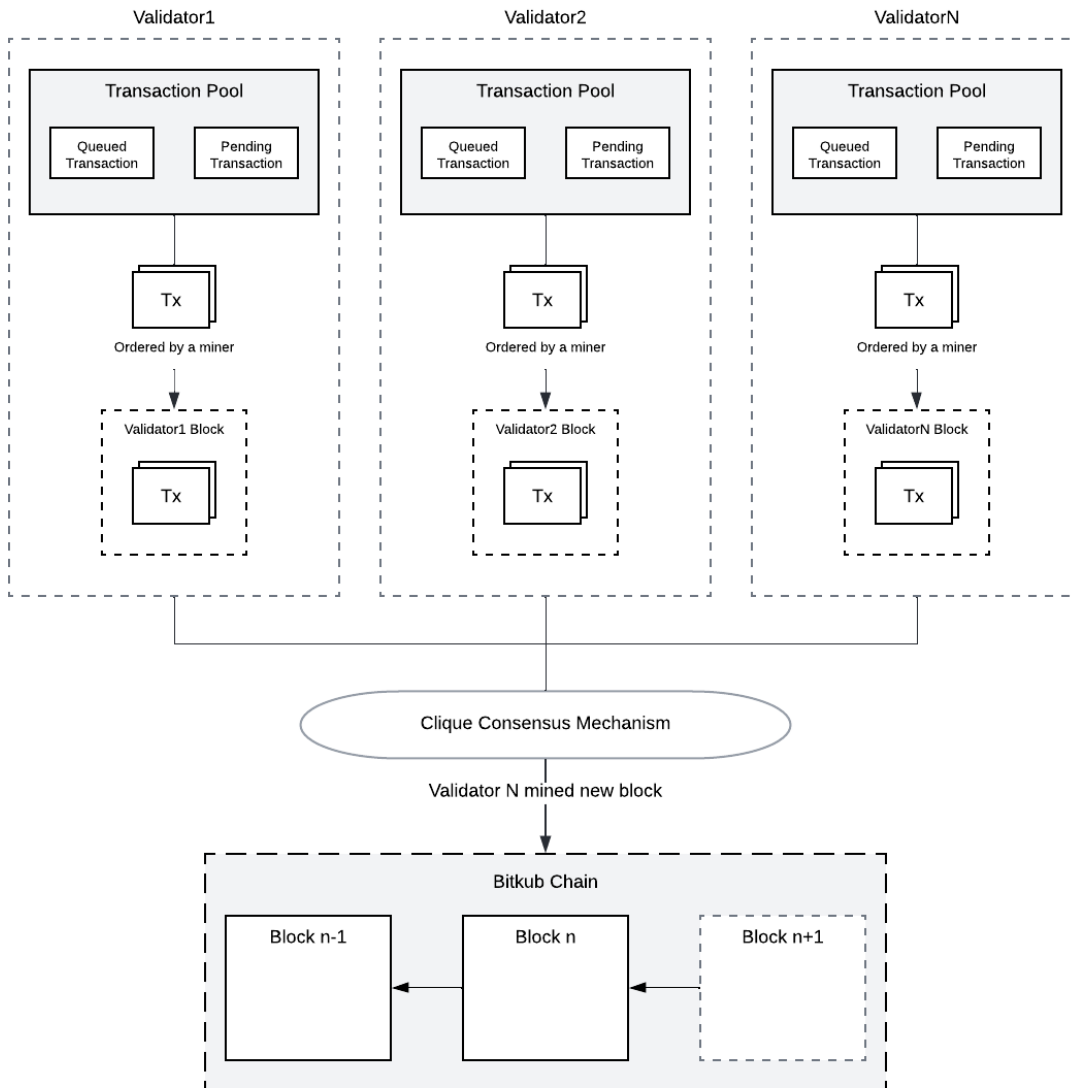 Validator1
Validator2
ValidatorN
Transaction Pool
Queued
Transaction
Pending
Transaction
Transaction Pool
Queued
Transaction
Pending
Transaction
Transaction Pool
Queued
Transaction
Pending
Transaction
Tx
Tx
Tx
Ordered by a miner
Ordered by a miner
Ordered by a miner
Validator1 Block
Validator2 Block
ValidatorN Block
Tx
Tx
Tx
Clique Consensus Mechanism
Validator N mined new block
Bitkub Chain
Block n-1
Block n
Block n+1